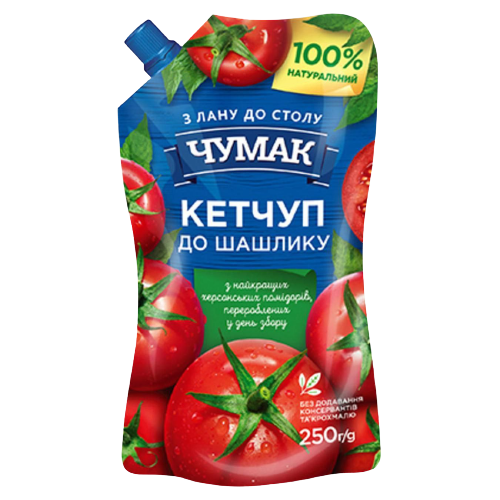 100%
НАТУРАЛЬНИЙ
З ЛАНУ ДО СТОЛУ
ЧУМАК
КЕТЧУП
ДО ШАШЛИКУ
з найкращих
херсонських помідорів,
перероблених
у день збору
БЕЗ ДОДАВАННЯ
КОНСЕРВАНТІВ
ТА КРОХМАЛЮ
250г/g